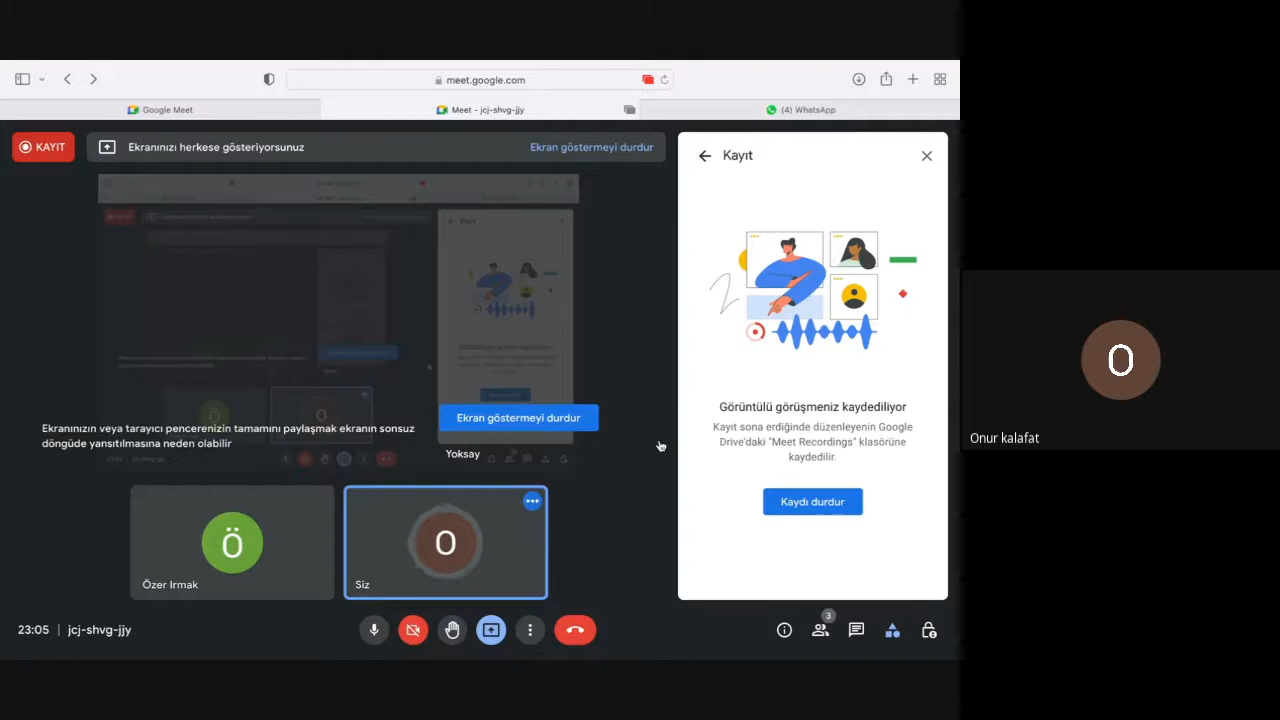 meet.google.com
Google Meet
Meet - jcj-shvg-jjy
(4) WhatsApp
KAYIT
Ekranınızı herkese gösteriyorsunuz
Ekran göstermeyi durdur
Kayıt
Ekranınızın veya tarayıcı pencerenizin tamamını paylaşmak ekranın sonsuz
döngüde yansıtılmasına neden olabilir
Ekran göstermeyi durdur
Yoksay
Görüntülü görüşmeniz kaydediliyor
Kayıt sona erdiğinde düzenleyenin Google
Drive'daki "Meet Recordings" klasörüne
kaydedilir.
Kaydı durdur
Ö
Özer Irmak
O
Siz
O
Onur kalafat
23:05 | jcj-shvg-jjy
3